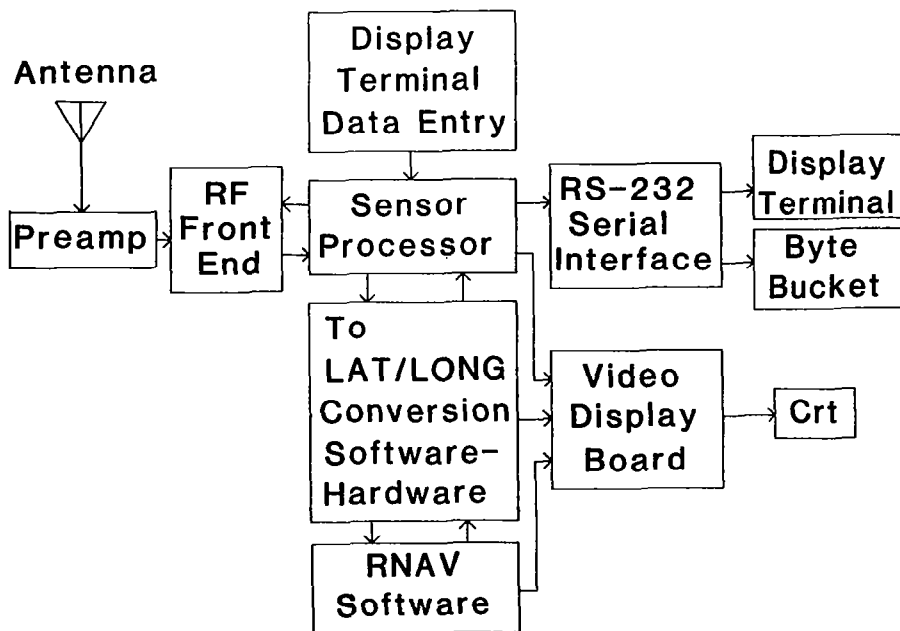 Display
Terminal
Data Entry
Antenna
Preamp
RF
Front
End
Sensor
Processor
RS-232
Serial
Interface
Display
Terminal
Byte
Bucket
To
LAT/LONG
Conversion
Software-
Hardware
Video
Display
Board
Crt
RNAV
Software